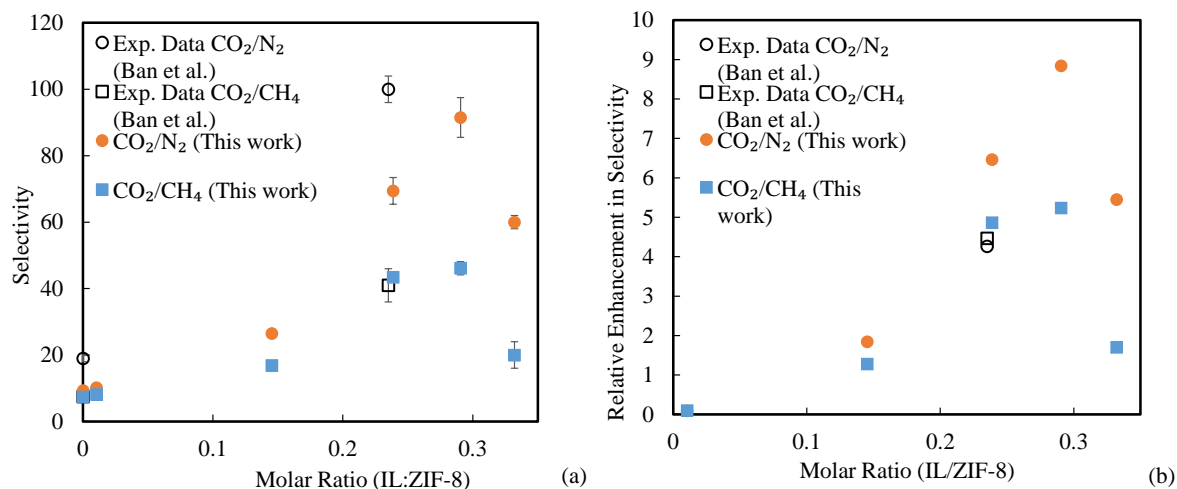 120
100
80
60
40
20
0
Selectivity
Exp. Data CO₂/N₂
(Ban et al.)
Exp. Data CO₂/CH₄
(Ban et al.)
CO₂/N₂ (This work)
CO₂/CH₄ (This work)
0 0.1 0.2 0.3
Molar Ratio (IL:ZIF-8)
(a)
10
9
8
7
6
5
4
3
2
1
0
Relative Enhancement in Selectivity
Exp. Data CO₂/N₂
(Ban et al.)
Exp. Data CO₂/CH₄
(Ban et al.)
CO₂/N₂ (This work)
CO₂/CH₄ (This
work)
0 0.1 0.2 0.3
Molar Ratio (IL/ZIF-8)
(b)